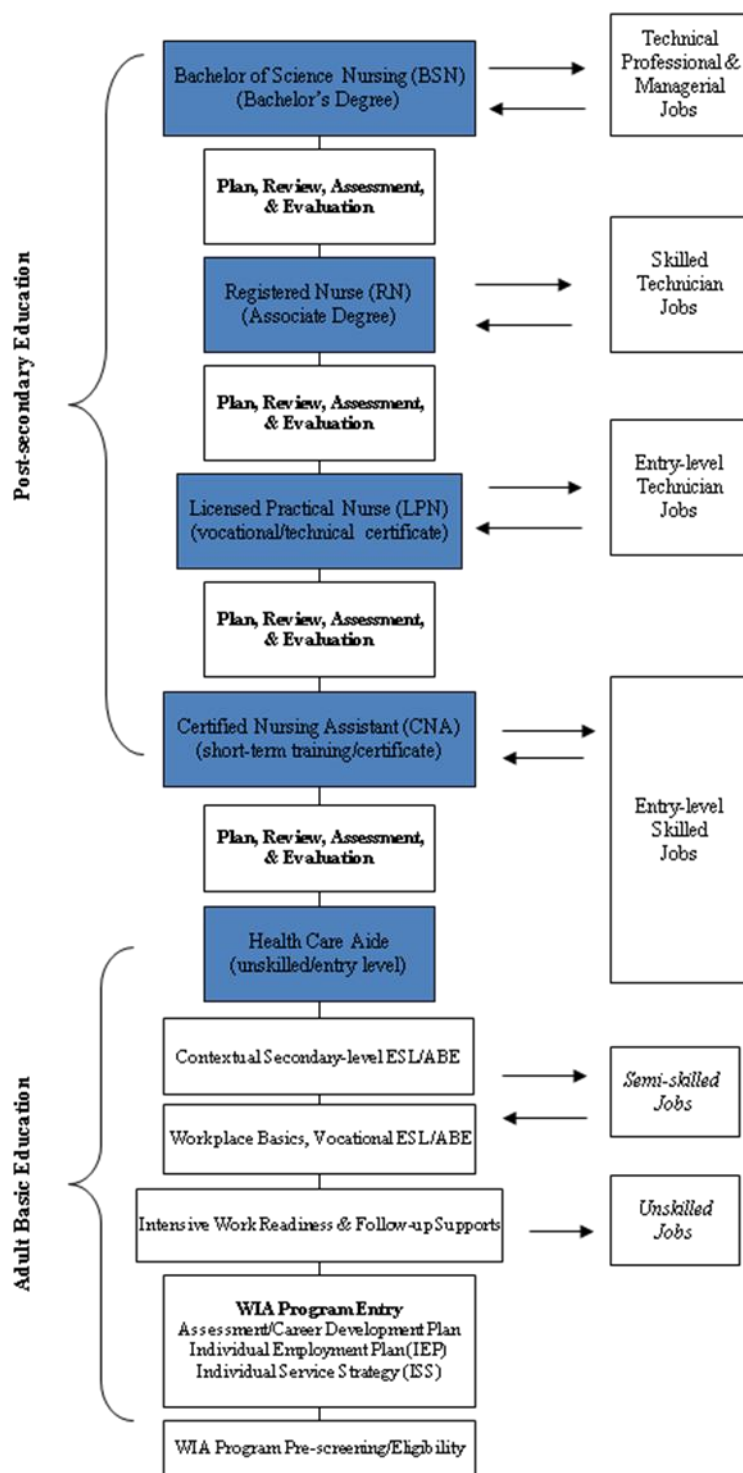 Bachelor of Science Nursing (BSN)
(Bachelor's Degree)
Technical
Professional &
Managerial
Jobs
Plan, Review, Assessment,
& Evaluation
Registered Nurse (RN)
(Associate Degree)
Skilled
Technician
Jobs
Post-secondary Education
Plan, Review, Assessment,
& Evaluation
Licensed Practical Nurse (LPN)
(vocational/technical certificate)
Entry-level
Technician
Jobs
Plan, Review, Assessment,
& Evaluation
Certified Nursing Assistant (CNA)
(short-term training/certificate)
Entry-level
Skilled
Jobs
Plan, Review, Assessment,
& Evaluation
Health Care Aide
(unskilled/entry level)
Adult Basic Education
Contextual Secondary-level ESL/ABE
Semi-skilled
Jobs
Workplace Basics, Vocational ESL/ABE
Intensive Work Readiness & Follow-up Supports
Unskilled
Jobs
WIA Program Entry
Assessment/Career Development Plan
Individual Employment Plan(IEP)
Individual Service Strategy (ISS)
WIA Program Pre-screening/Eligibility